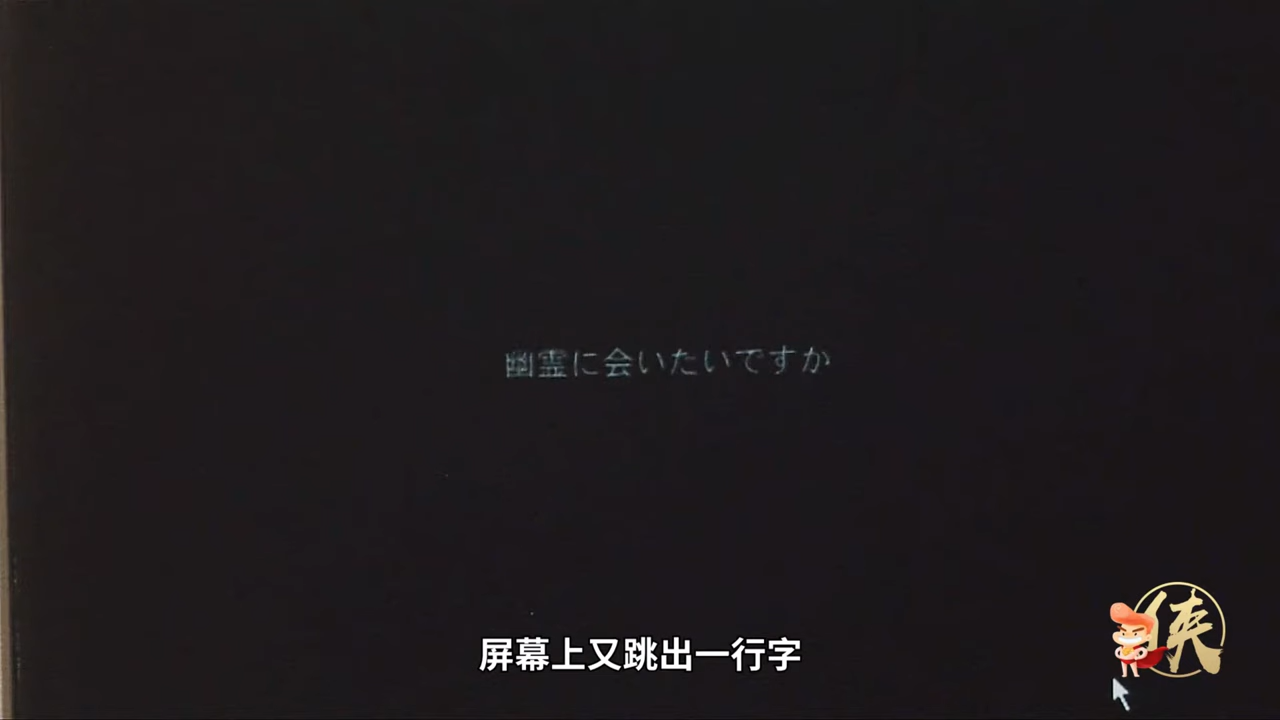 幽霊に会いたいですか
屏幕上又跳出一行字
侠